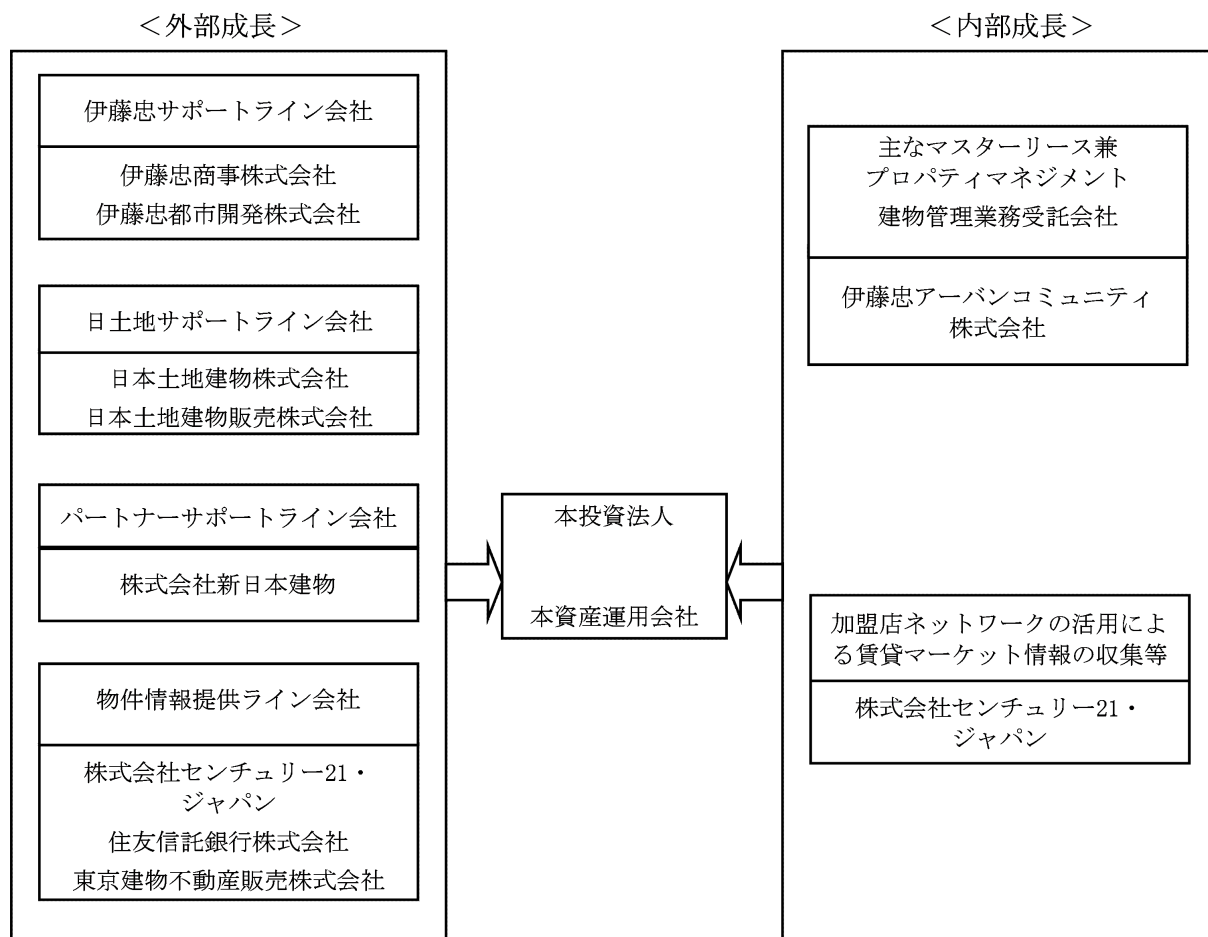 ＜外部成長＞
伊藤忠サポートライン会社
伊藤忠商事株式会社
伊藤忠都市開発株式会社
日土地サポートライン会社
日本土地建物株式会社
日本土地建物販売株式会社
パートナーサポートライン会社
株式会社新日本建物
物件情報提供ライン会社
株式会社センチュリー21・
ジャパン
住友信託銀行株式会社
東京建物不動産販売株式会社
本投資法人
本資産運用会社
＜内部成長＞
主なマスターリース兼
プロパティマネジメント
建物管理業務受託会社
伊藤忠アーバンコミュニティ
株式会社
加盟店ネットワークの活用によ
る賃貸マーケット情報の収集等
株式会社センチュリー21・
ジャパン